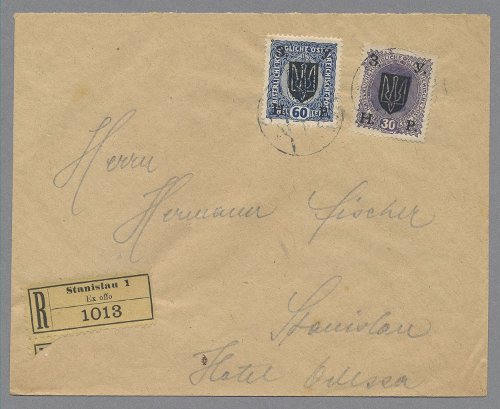 З. У.
Н. Р.
60
З. У.
Н. Р.
30
Herrn
Hermann Fischer
Stanislau
Hotel Odessa
R
Stanislau 1
Ex offo
1013